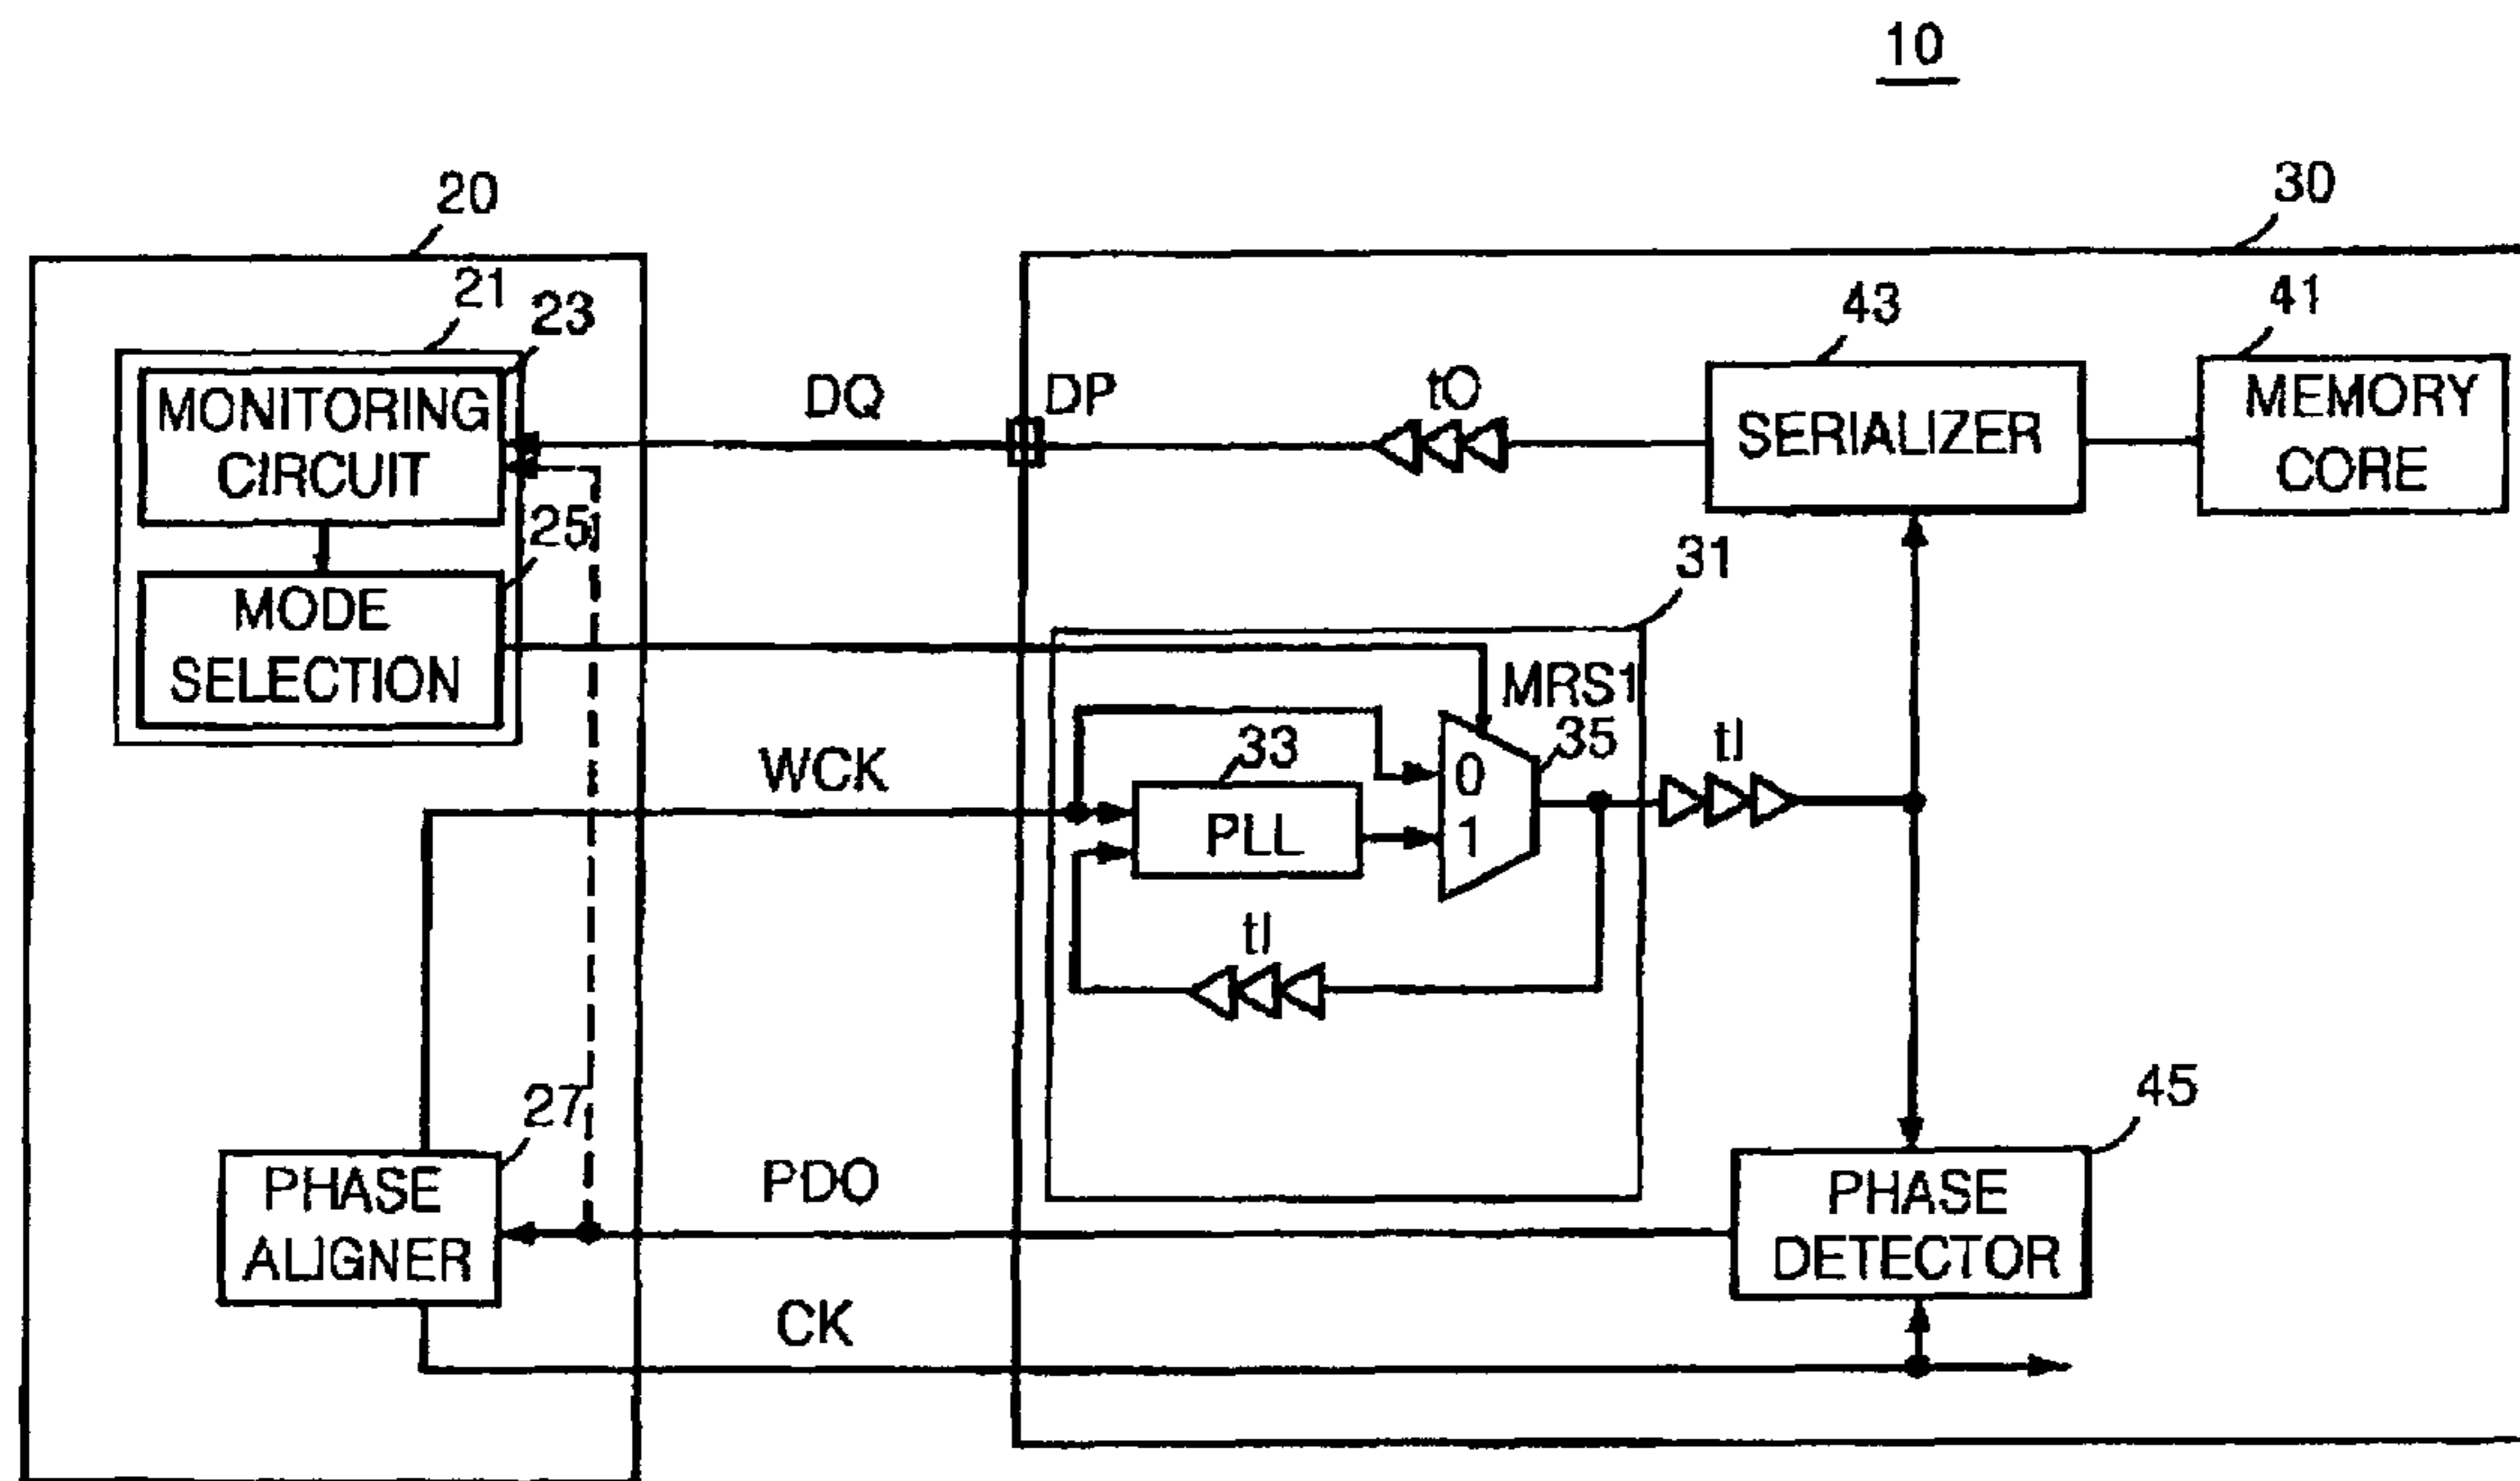 10
20
30
21
23
43
41
MONITORING
CIRCUIT
DQ
DP
tO
SERIALIZER
MEMORY
CORE
25
31
MODE
SELECTION
MRS1
33
35
0
1
PLL
tI
WCK
tI
27
45
PHASE
ALIGNER
PDO
PHASE
DETECTOR
CK